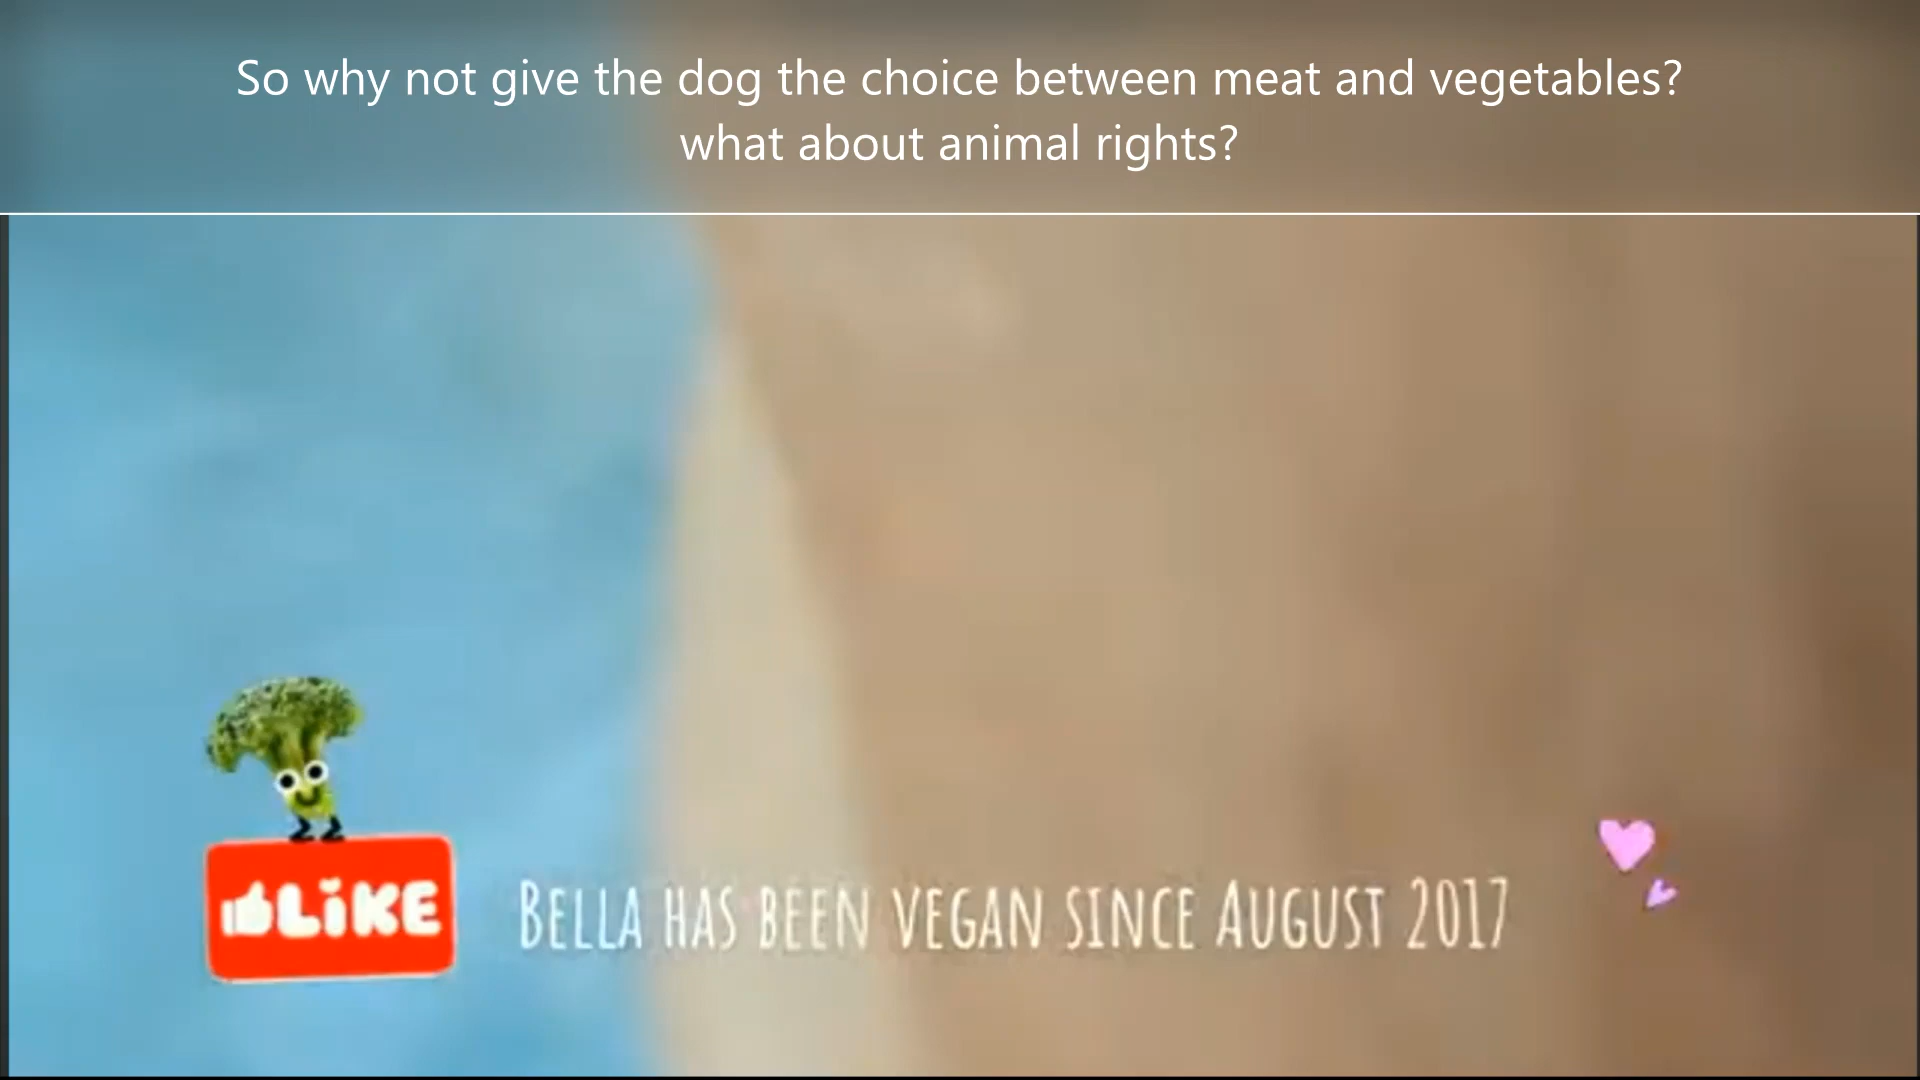 So why not give the dog the choice between meat and vegetables?
what about animal rights?
LiKE
BELLA HAS BEEN VEGAN SINCE AUGUST 2017